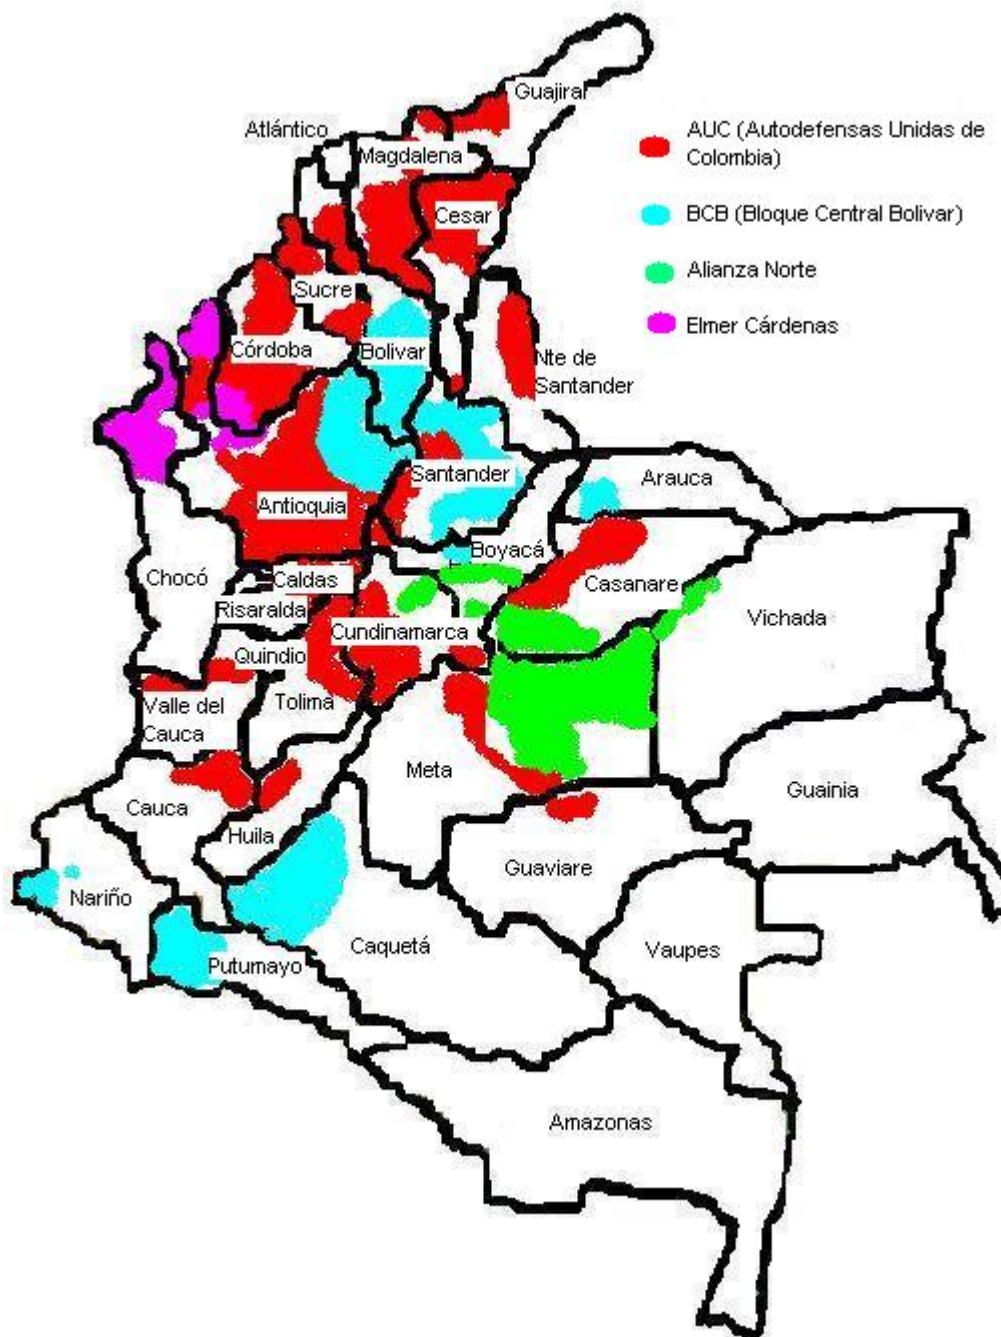 Guajira
Atlántico
Magdalena
AUC (Autodefensas Unidas de
Colombia)
Cesar
BCB (Bloque Central Bolivar)
Alianza Norte
Sucre
Elmer Cárdenas
Córdoba
Bolivar
Nte de
Santander
Santander
Arauca
Antioquia
Boyacá
Chocó
Caldas
Casanare
Risaralda
Cundinamarca
Vichada
Quindio
Tolima
Valle del
Cauca
Meta
Guainia
Cauca
Huila
Guaviare
Nariño
Caquetá
Vaupes
Putumayo
Amazonas